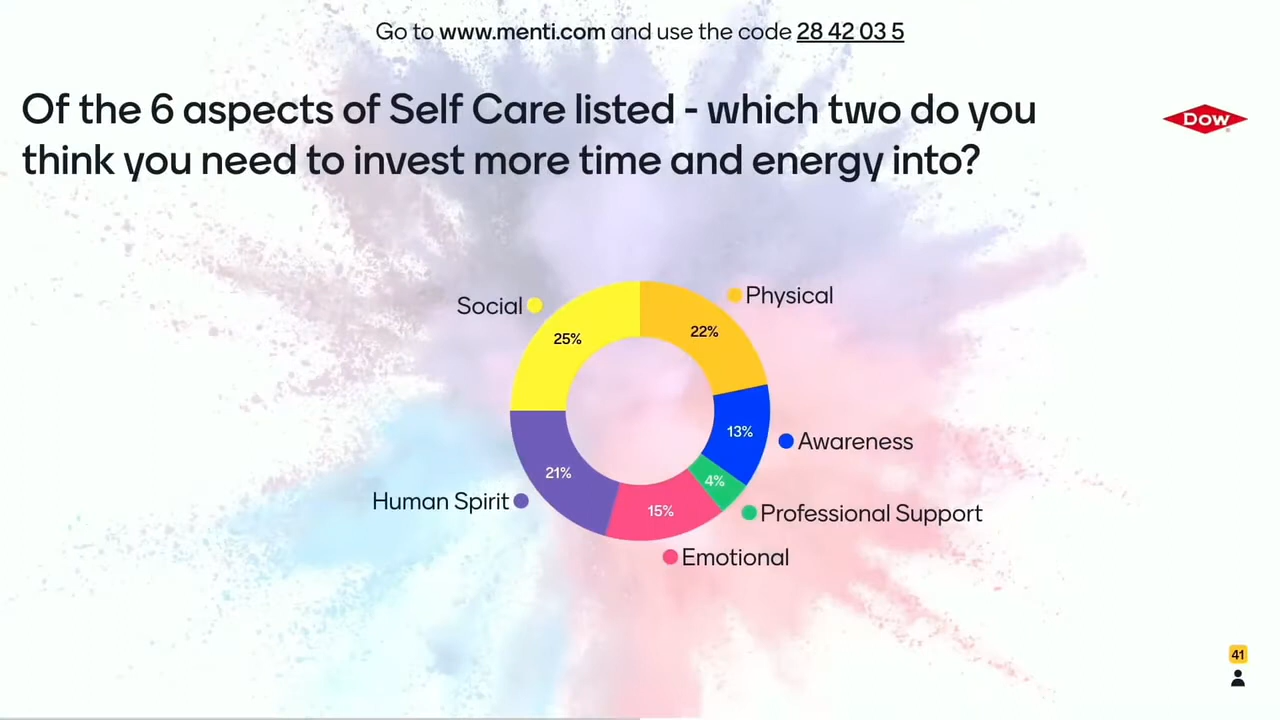 Go to www.menti.com and use the code 28 42 03 5
Of the 6 aspects of Self Care listed - which two do you
think you need to invest more time and energy into?
Dow
Social
25%
Physical
22%
13%
Awareness
4%
Professional Support
15%
Emotional
21%
Human Spirit
41